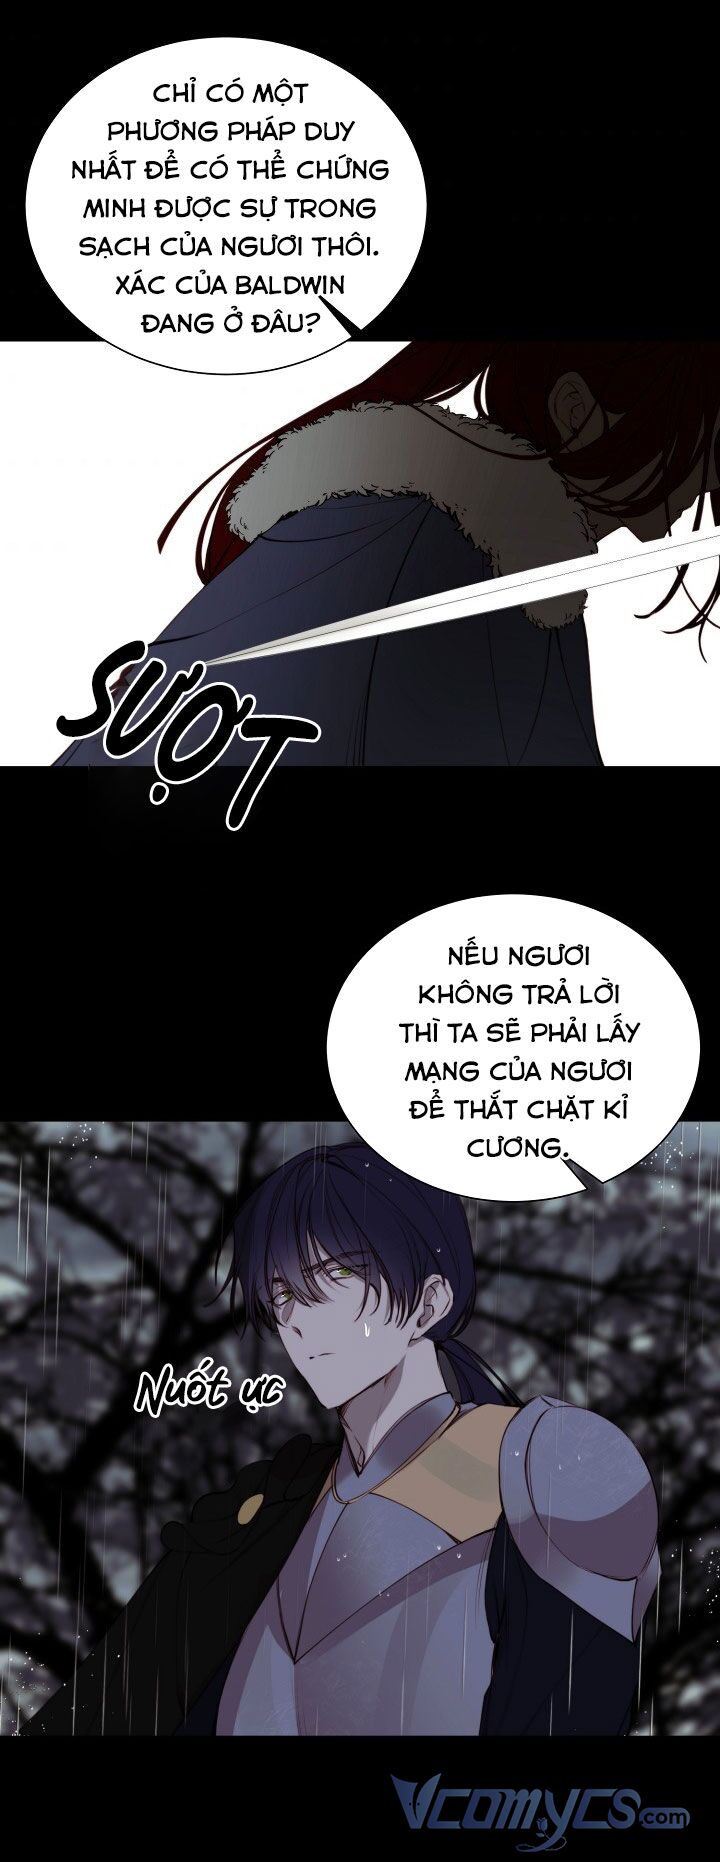 CHỈ CÓ MỘT
PHƯƠNG PHÁP DUY
NHẤT ĐỂ CÓ THỂ CHỨNG
MINH ĐƯỢC SỰ TRONG
SẠCH CỦA NGƯƠI THÔI.
XÁC CỦA BALDWIN
ĐANG Ở ĐÂU?
SƯỢT
NẾU NGƯƠI
KHÔNG TRẢ LỜI
THÌ TA SẼ PHẢI LẤY
MẠNG CỦA NGƯƠI
ĐỂ THẮT CHẶT KỈ
CƯƠNG.
Nuốt ực
VCOMYCS.com